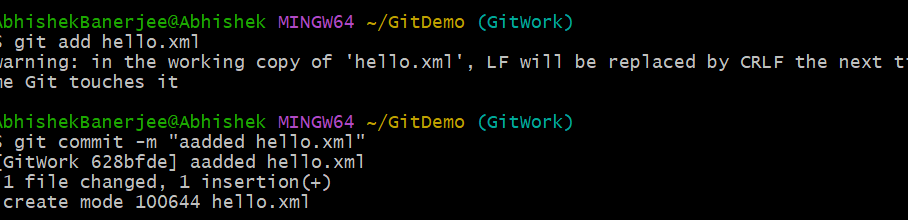 AbhishekBanerjee@Abhishek MINGW64 ~/GitDemo (GitWork)
$ git add hello.xml
warning: in the working copy of 'hello.xml', LF will be replaced by CRLF the next ti
me Git touches it
AbhishekBanerjee@Abhishek MINGW64 ~/GitDemo (GitWork)
$ git commit -m "aadded hello.xml"
[GitWork 628bfde] aadded hello.xml
1 file changed, 1 insertion(+)
create mode 100644 hello.xml